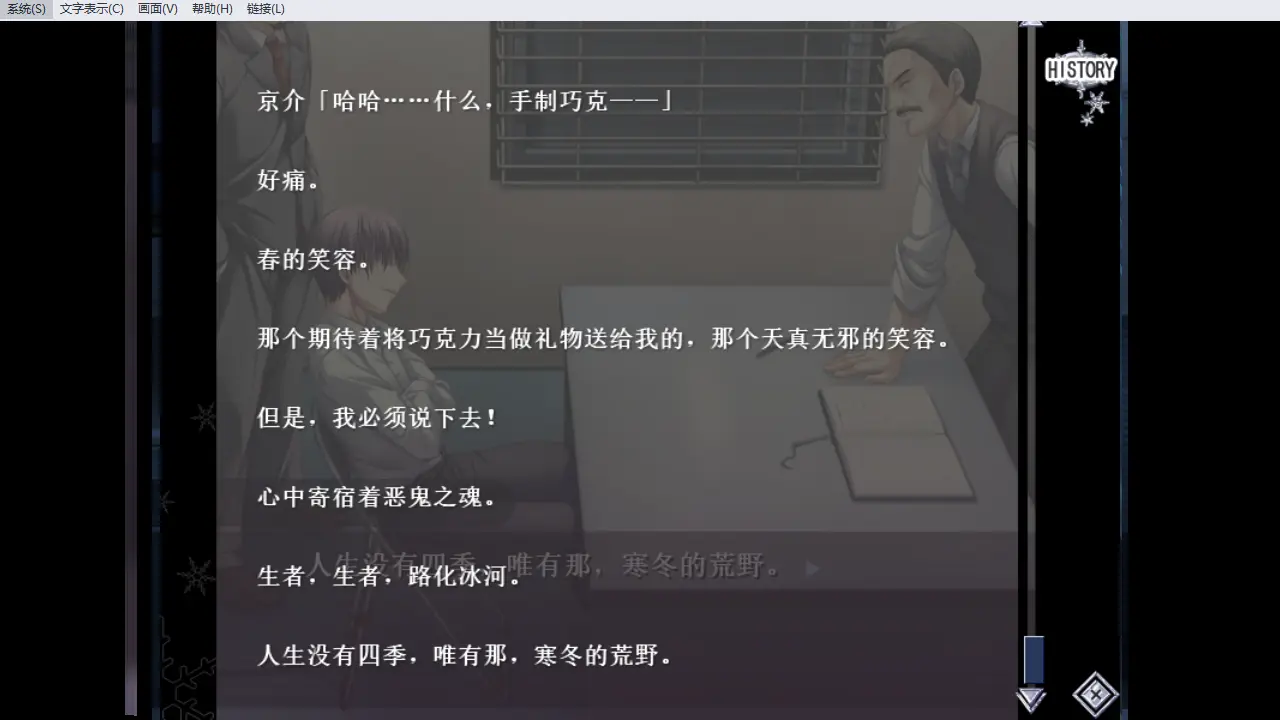 系统(S) 文字表示(C) 画面(V) 帮助(H) 链接(L)
HISTORY
京介「哈哈……什么，手制巧克——」
好痛。
春的笑容。
那个期待着将巧克力当做礼物送给我的，那个天真无邪的笑容。
但是，我必须说下去！
心中寄宿着恶鬼之魂。
人生没有四季，唯有那，寒冬的荒野。
生者，生者，路化冰河。
人生没有四季，唯有那，寒冬的荒野。